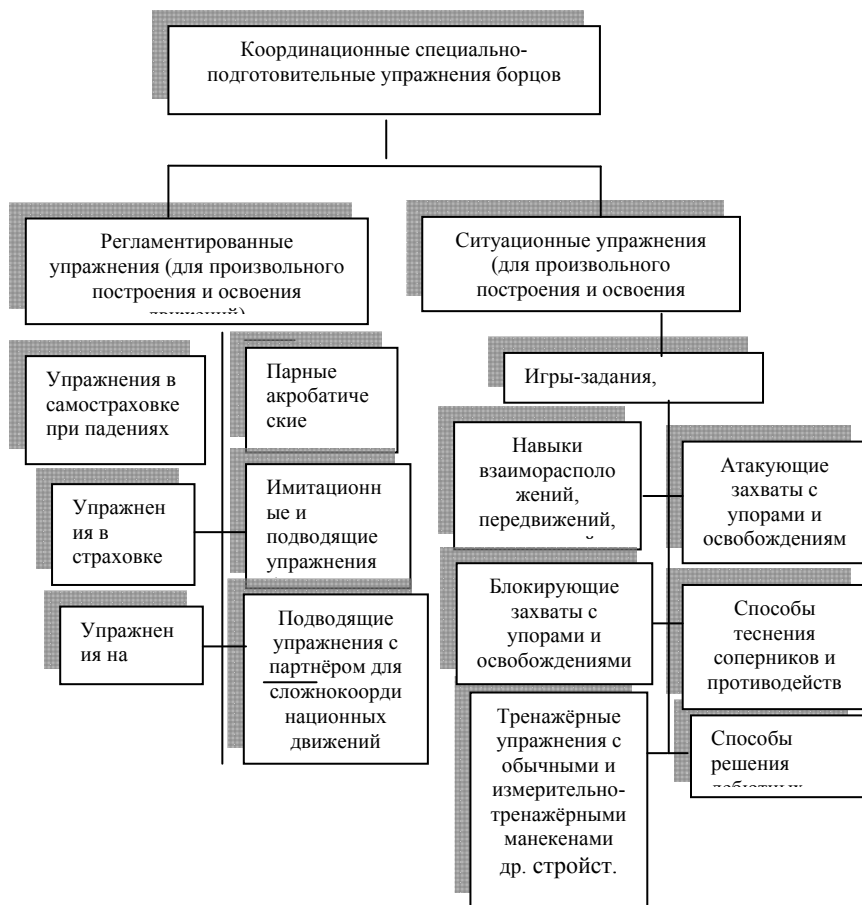 Координационные специально-
подготовительные упражнения борцов
Регламентированные
упражнения (для произвольного
построения и освоения
движений)
Ситуационные упражнения
(для произвольного
построения и освоения
Упражнения в
самостраховке
при падениях
Парные
акробатиче
ские
Упражнен
ия в
страховке
Имитационн
ые и
подводящие
упражнения
Упражнен
ия на
Подводящие
упражнения с
партнёром для
сложнокоорди
национных
движений
Игры-задания,
Навыки
взаиморасполо
жений,
передвижений,
Атакующие
захваты с
упорами и
освобождениям
Блокирующие
захваты с
упорами и
освобождениями
Способы
теснения
соперников и
противодейств
Тренажёрные
упражнения с
обычными и
измерительно-
тренажёрными
манекенами
др. стройст.
Способы
решения
дебютных